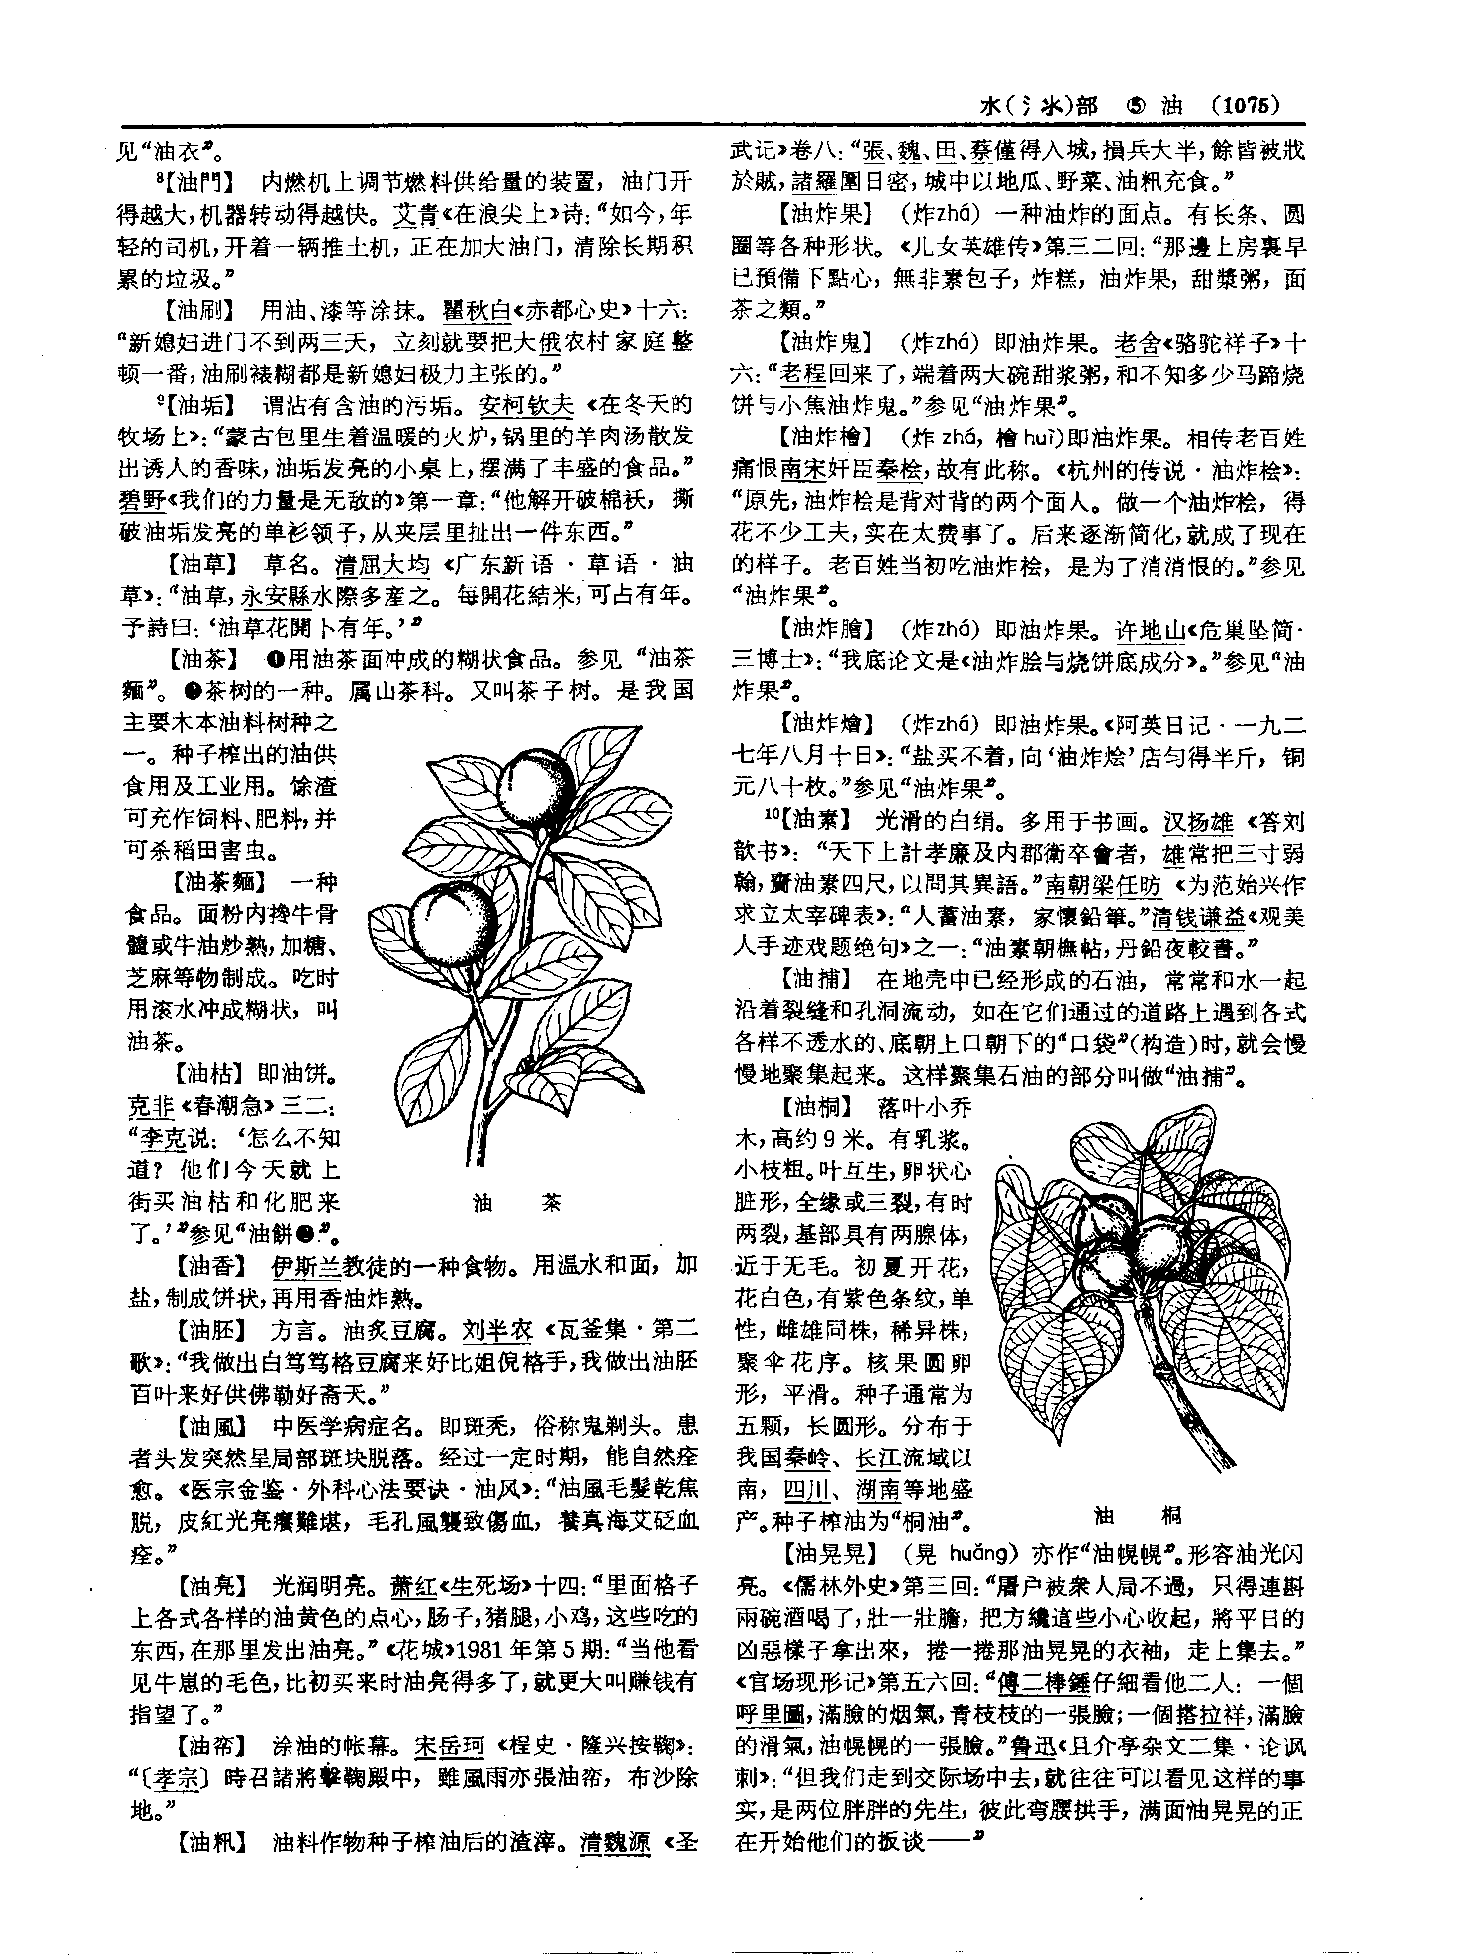 水(氵氺)部　⑤　油　(1075)
见“油衣”。
⁸【油門】　内燃机上调节燃料供给量的装置，油门开
得越大，机器转动得越快。艾青《在浪尖上》诗：“如今，年
轻的司机，开着一辆推土机，正在加大油门，清除长期积
累的垃圾。”
【油刷】　用油、漆等涂抹。瞿秋白《赤都心史》十六：
“新媳妇进门不到两三天，立刻就要把大俄农村家庭整
顿一番；油刷裱糊都是新媳妇极力主张的。”
⁹【油垢】　谓沾有含油的污垢。安柯钦夫《在冬天的
牧场上》：“蒙古包里生着温暖的火炉，锅里的羊肉汤散发
出诱人的香味，油垢发亮的小桌上，摆满了丰盛的食品。”
碧野《我们的力量是无敌的》第一章：“他解开破棉袄，撕
破油垢发亮的单衫领子，从夹层里扯出一件东西。”
【油草】　草名。清屈大均《广东新语·草语·油
草》：“油草，永安縣水際多產之。每開花結米，可占有年。
予詩曰：‘油草花開卜有年。’”
【油茶】　❶用油茶面冲成的糊状食品。参见“油茶
麵”。❷茶树的一种。属山茶科。又叫茶子树。是我国
主要木本油料树种之
一。种子榨出的油供
食用及工业用。馀渣
可充作饲料、肥料，并
可杀稻田害虫。
【油茶麵】　一种
食品。面粉内搀牛骨
髓或牛油炒熟，加糖、
芝麻等物制成。吃时
用滚水冲成糊状，叫
油茶。
【油枯】即油饼。
克非《春潮急》三二：
“李克说：‘怎么不知
道？他们今天就上
街买油枯和化肥来
了。’”参见“油餅❷”。
油　茶
【油香】　伊斯兰教徒的一种食物。用温水和面，加
盐，制成饼状，再用香油炸熟。
【油胚】　方言。油炙豆腐。刘半农《瓦釜集·第二
歌》：“我做出白笃笃格豆腐来好比姐倪格手，我做出油胚
百叶来好供佛勒好斋天。”
【油風】　中医学病症名。即斑秃，俗称鬼剃头。患
者头发突然呈局部斑块脱落。经过一定时期，能自然痊
愈。《医宗金鉴·外科心法要诀·油风》：“油風毛髮乾焦
脱，皮紅光亮癢難堪，毛孔風襲致傷血，養真海艾砭血
痊。”
【油亮】　光润明亮。萧红《生死场》十四：“里面格子
上各式各样的油黄色的点心，肠子，猪腿，小鸡，这些吃的
东西，在那里发出油亮。”《花城》1981年第5期：“当他看
见牛崽的毛色，比初买来时油亮得多了，就更大叫赚钱有
指望了。”
【油帟】　涂油的帐幕。宋岳珂《桯史·隆兴按鞠》：
“〔孝宗〕時召諸將擊鞠殿中，雖風雨亦張油帟，布沙除
地。”
【油籸】　油料作物种子榨油后的渣滓。清魏源《圣
武记》卷八：“張、魏、田、蔡僅得入城，損兵大半，餘皆被戕
於賊，諸羅圍日密，城中以地瓜、野菜、油籸充食。”
【油炸果】　（炸zhá）一种油炸的面点。有长条、圆
圈等各种形状。《儿女英雄传》第三二回：“那邊上房裏早
已預備下點心，無非素包子，炸糕，油炸果，甜漿粥，面
茶之類。”
【油炸鬼】　（炸zhá）即油炸果。老舍《骆驼祥子》十
六：“老程回来了，端着两大碗甜浆粥，和不知多少马蹄烧
饼与小焦油炸鬼。”参见“油炸果”。
【油炸檜】　（炸zhá，檜huì)即油炸果。相传老百姓
痛恨南宋奸臣秦桧，故有此称。《杭州的传说·油炸桧》：
“原先，油炸桧是背对背的两个面人。做一个油炸桧，得
花不少工夫，实在太费事了。后来逐渐简化，就成了现在
的样子。老百姓当初吃油炸桧，是为了消消恨的。”参见
“油炸果”。
【油炸膾】　（炸zhá）即油炸果。许地山《危巢坠简·
三博士》：“我底论文是《油炸脍与烧饼底成分》。”参见“油
炸果”。
【油炸燴】　（炸zhá）即油炸果。《阿英日记·一九二
七年八月十日》：“盐买不着，向‘油炸烩’店匀得半斤，铜
元八十枚。”参见“油炸果”。
¹⁰【油素】　光滑的白绢。多用于书画。汉扬雄《答刘
歆书》：“天下上計孝廉及内郡衛卒會者，雄常把三寸弱
翰，齎油素四尺，以問其異語。”南朝梁任昉《为范始兴作
求立太宰碑表》：“人蓄油素，家懷鉛筆。”清钱谦益《观美
人手迹戏题绝句》之一：“油素朝橅帖，丹鉛夜較書。”
【油捕】　在地壳中已经形成的石油，常常和水一起
沿着裂缝和孔洞流动，如在它们通过的道路上遇到各式
各样不透水的、底朝上口朝下的“口袋”（构造）时，就会慢
慢地聚集起来。这样聚集石油的部分叫做“油捕”。
【油桐】　落叶小乔
木，高约9米。有乳浆。
小枝粗。叶互生，卵状心
脏形，全缘或三裂，有时
两裂，基部具有两腺体，
近于无毛。初夏开花，
花白色，有紫色条纹，单
性，雌雄同株，稀异株，
聚伞花序。核果圆卵
形，平滑。种子通常为
五颗，长圆形。分布于
我国秦岭、长江流域以
南，四川、湖南等地盛
产。种子榨油为“桐油”。
油　桐
【油晃晃】　（晃 huǎng）亦作“油幌幌”。形容油光闪
亮。《儒林外史》第三回：“屠户被衆人局不過，只得連斟
兩碗酒喝了，壯一壯膽，把方纔這些小心收起，將平日的
凶惡樣子拿出來，捲一捲那油晃晃的衣袖，走上集去。”
《官场现形记》第五六回：“傅二棒錘仔細看他二人：一個
呼里圖，滿臉的烟氣，青枝枝的一張臉；一個搭拉祥，滿臉
的滑氣，油幌幌的一張臉。”鲁迅《且介亭杂文二集·论讽
刺》：“但我们走到交际场中去，就往往可以看见这样的事
实，是两位胖胖的先生，彼此弯腰拱手，满面油晃晃的正
在开始他们的扳谈——”